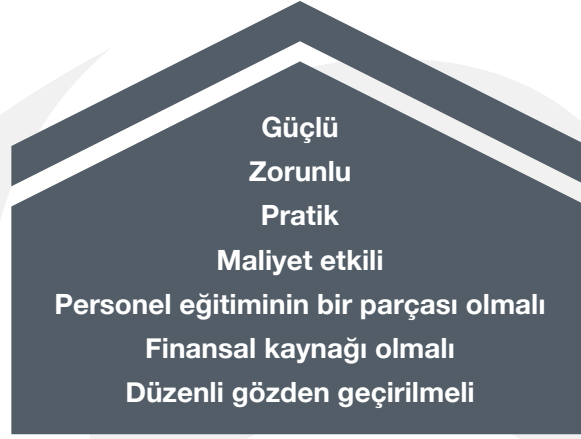 Güçlü
Zorunlu
Pratik
Maliyet etkili
Personel eğitiminin bir parçası olmalı
Finansal kaynağı olmalı
Düzenli gözden geçirilmeli